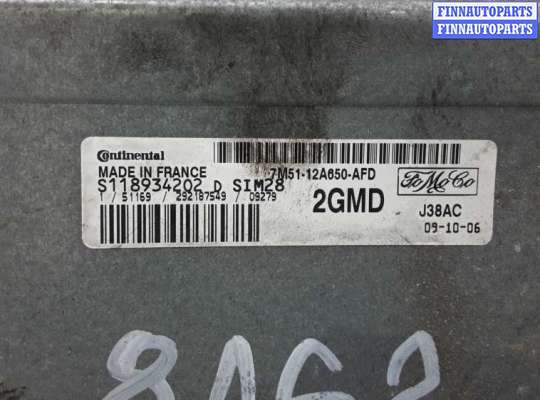 FINNAUTOPARTS
FINNAUTOPARTS
Continental
MADE IN FRANCE
7M51-12A650-AFD
S118934202 D SIM28
1 / 51169 / 292187549 / 09279
2GMD
FoMoCo
J38AC
09-10-06